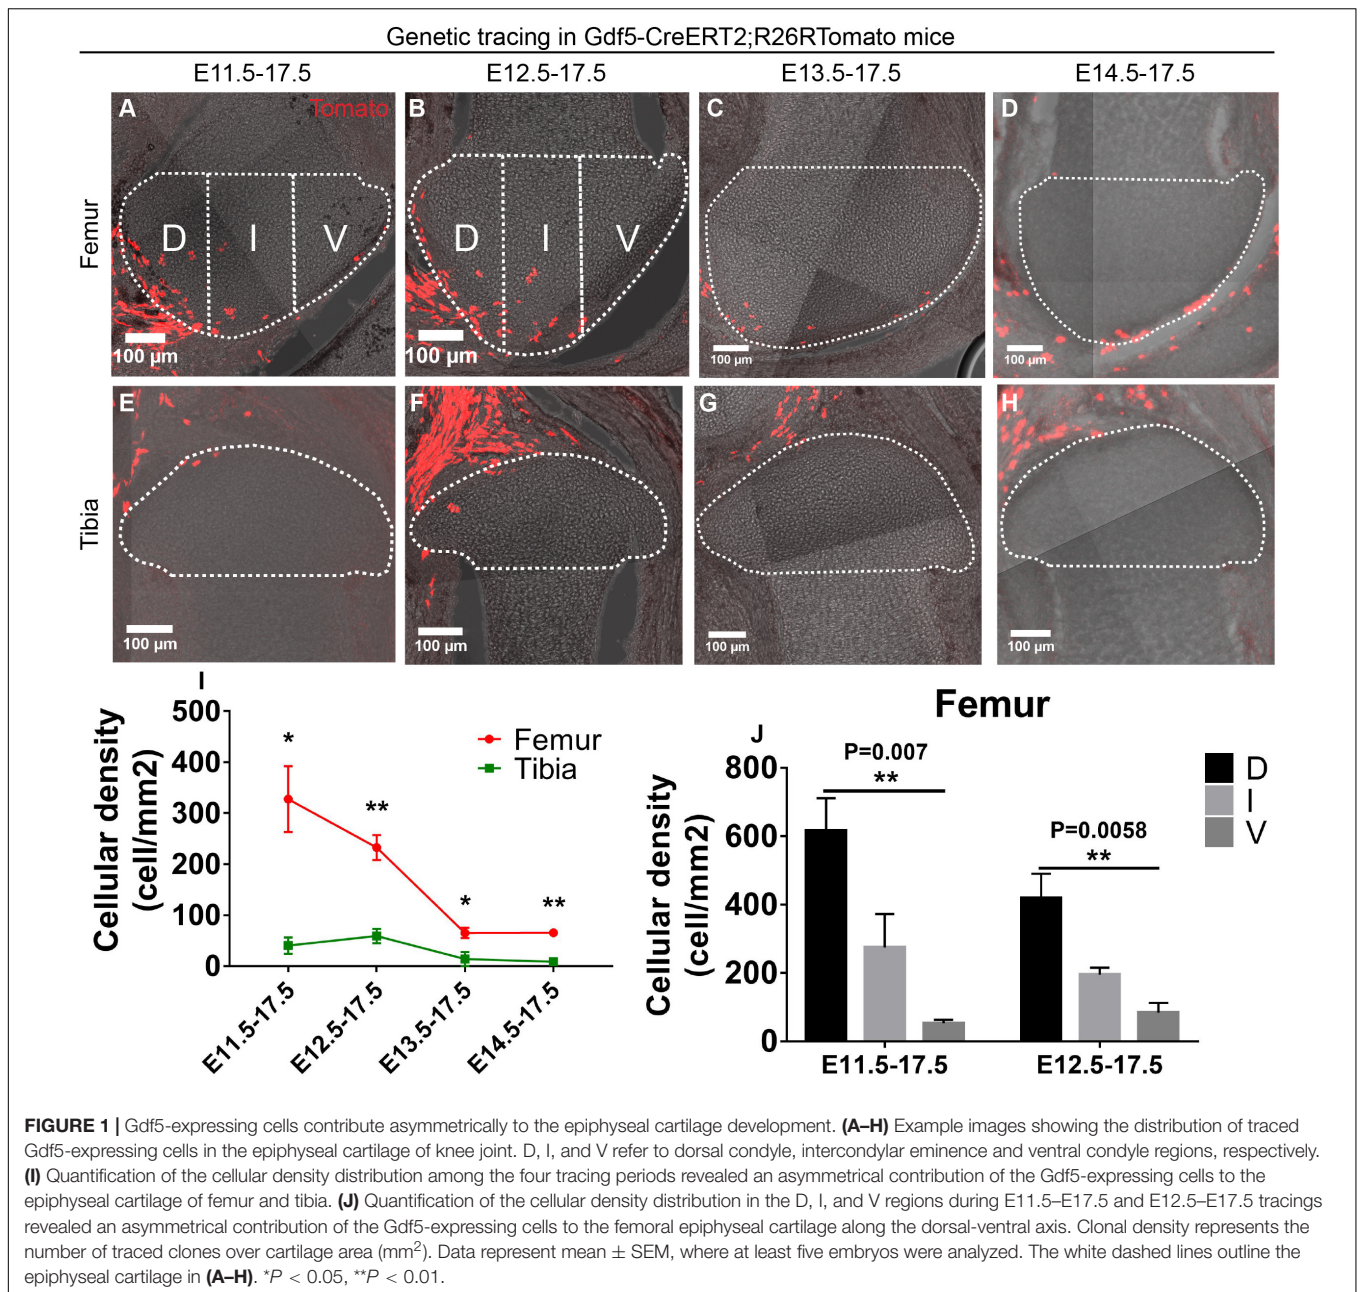 Genetic tracing in Gdf5-CreERT2;R26RTomato mice
E11.5-17.5 E12.5-17.5 E13.5-17.5 E14.5-17.5
Femur
A Tomato B C D
D I V D I V
100 µm 100 µm 100 µm 100 µm
Tibia
E F G H
100 µm 100 µm 100 µm 100 µm
I
Cellular density
(cell/mm2)
500
400
300
200
100
0
* ** * **
Femur
Tibia
E11.5-17.5 E12.5-17.5 E13.5-17.5 E14.5-17.5
Femur
J
Cellular density
(cell/mm2)
800
600
400
200
0
P=0.007
**
P=0.0058
**
D
I
V
E11.5-17.5 E12.5-17.5
FIGURE 1 | Gdf5-expressing cells contribute asymmetrically to the epiphyseal cartilage development. (A–H) Example images showing the distribution of traced
Gdf5-expressing cells in the epiphyseal cartilage of knee joint. D, I, and V refer to dorsal condyle, intercondylar eminence and ventral condyle regions, respectively.
(I) Quantification of the cellular density distribution among the four tracing periods revealed an asymmetrical contribution of the Gdf5-expressing cells to the
epiphyseal cartilage of femur and tibia. (J) Quantification of the cellular density distribution in the D, I, and V regions during E11.5–E17.5 and E12.5–E17.5 tracings
revealed an asymmetrical contribution of the Gdf5-expressing cells to the femoral epiphyseal cartilage along the dorsal-ventral axis. Clonal density represents the
number of traced clones over cartilage area (mm²). Data represent mean ± SEM, where at least five embryos were analyzed. The white dashed lines outline the
epiphyseal cartilage in (A–H). *P < 0.05, **P < 0.01.